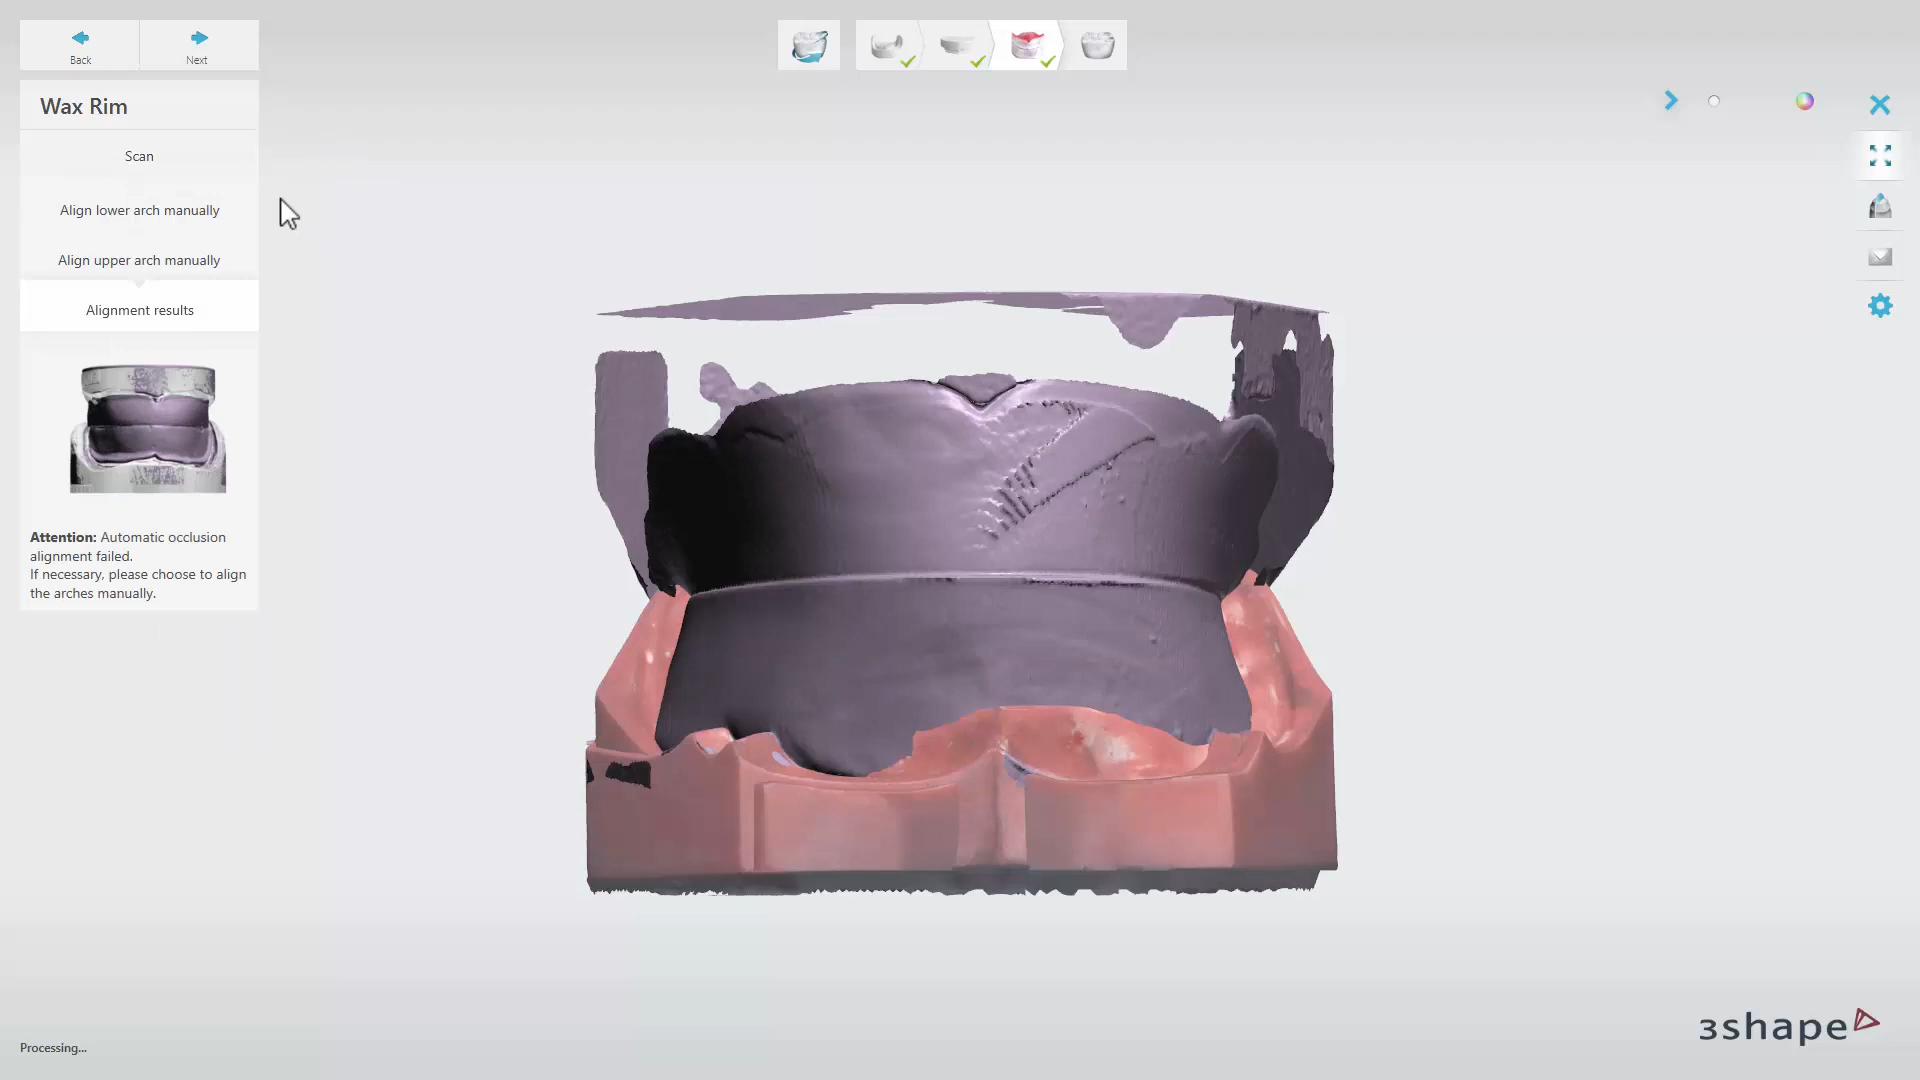 Back
Next
Wax Rim
Scan
Align lower arch manually
Align upper arch manually
Alignment results
Attention: Automatic occlusion
alignment failed.
If necessary, please choose to align
the arches manually.
3shape
Processing...